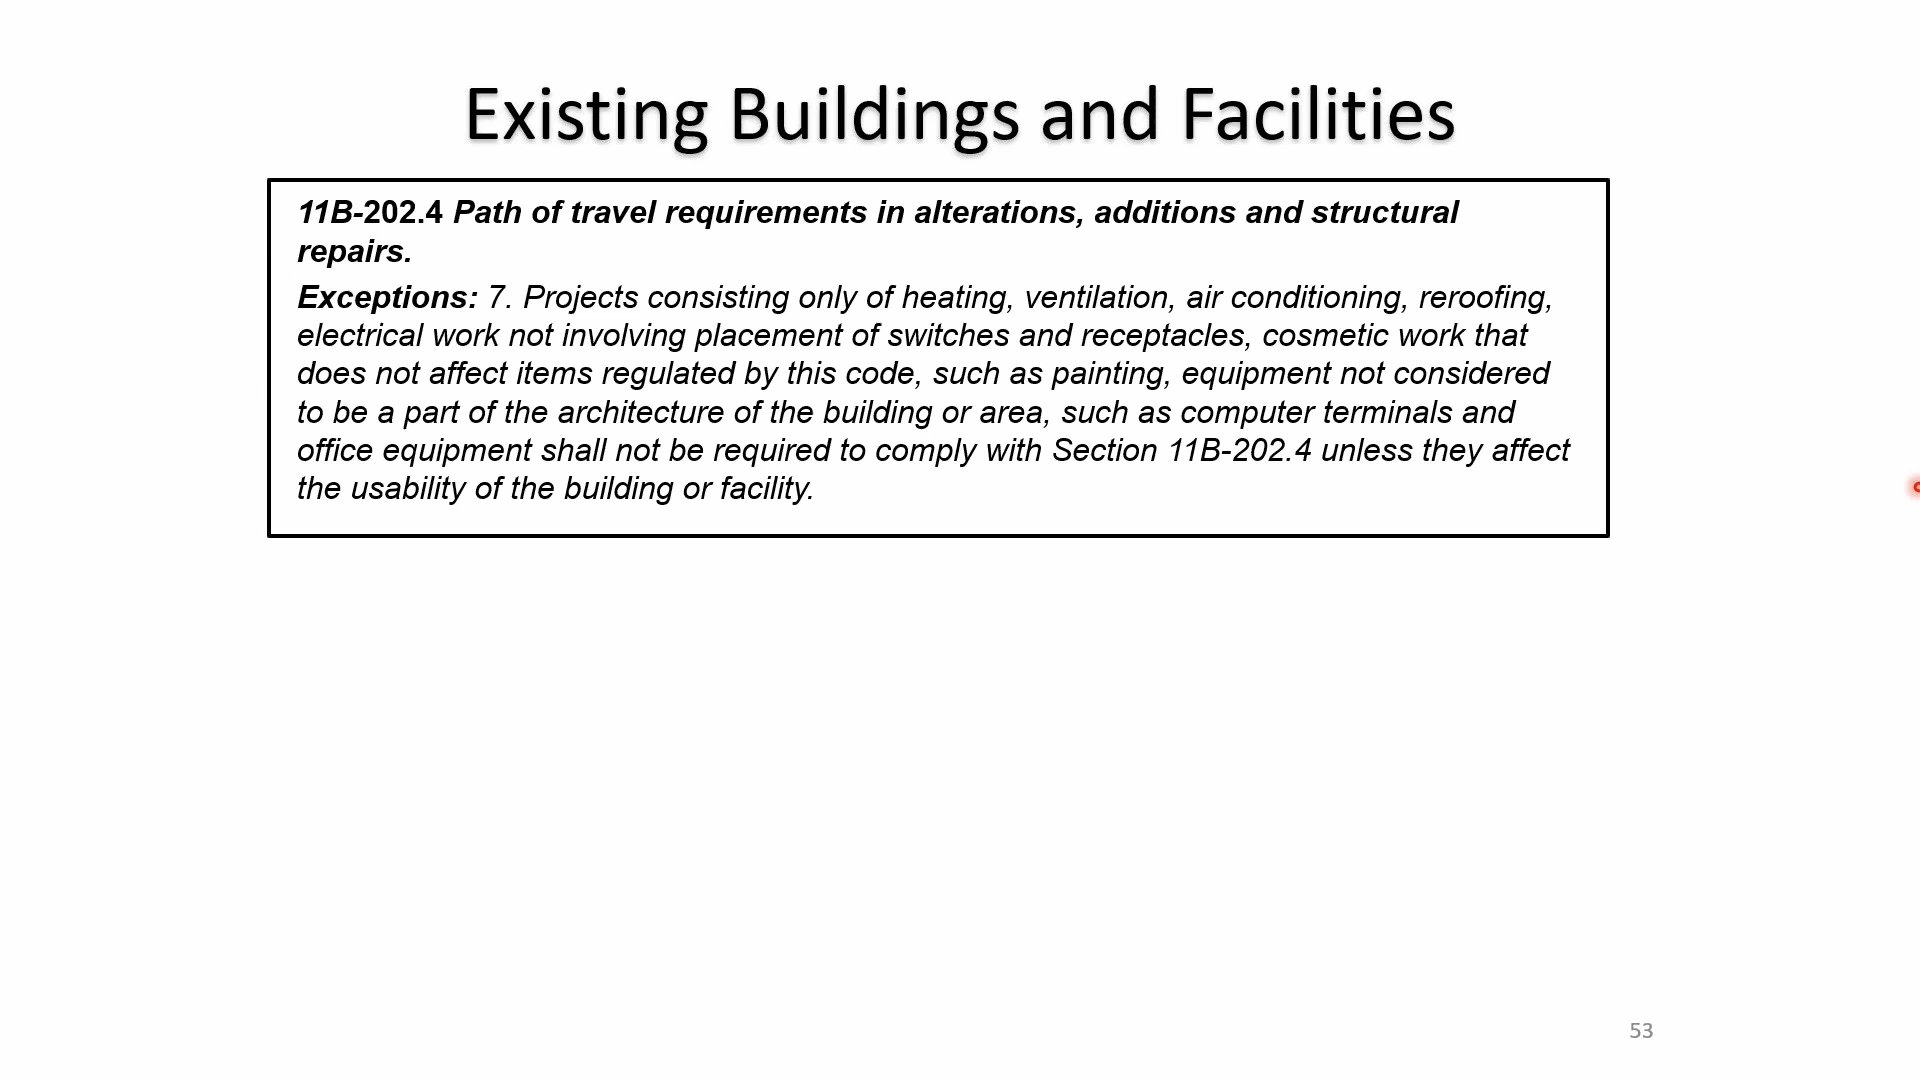 Existing Buildings and Facilities
11B-202.4 Path of travel requirements in alterations, additions and structural
repairs.
Exceptions: 7. Projects consisting only of heating, ventilation, air conditioning, reroofing,
electrical work not involving placement of switches and receptacles, cosmetic work that
does not affect items regulated by this code, such as painting, equipment not considered
to be a part of the architecture of the building or area, such as computer terminals and
office equipment shall not be required to comply with Section 11B-202.4 unless they affect
the usability of the building or facility.
53